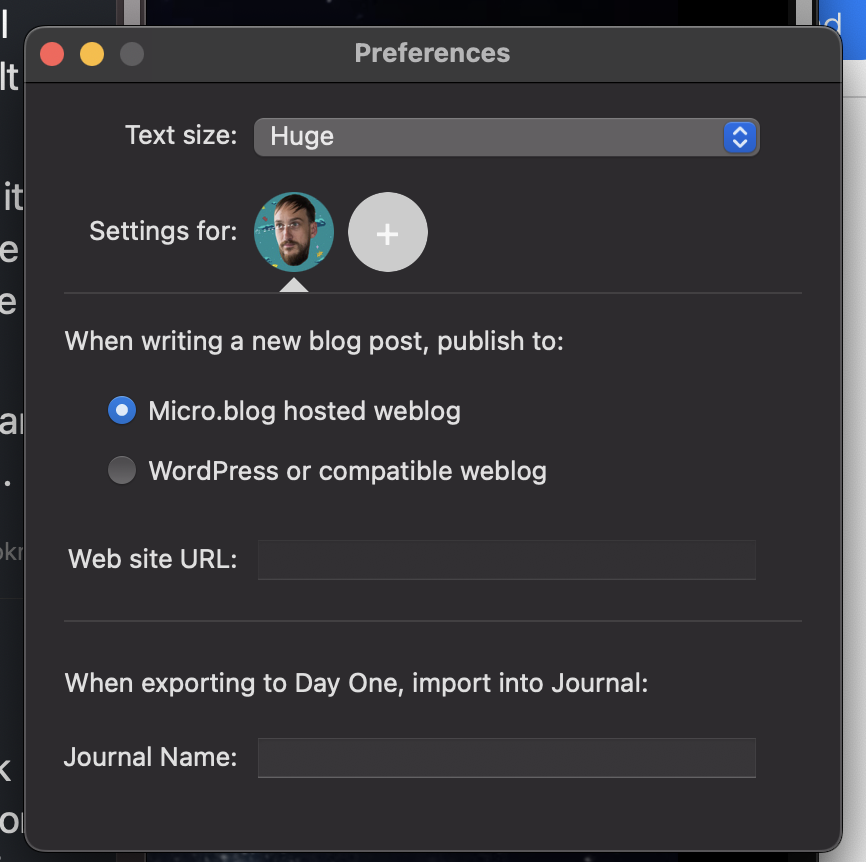 Preferences
Text size: Huge
Settings for:
+
When writing a new blog post, publish to:
Micro.blog hosted weblog
WordPress or compatible weblog
Web site URL:
When exporting to Day One, import into Journal:
Journal Name: